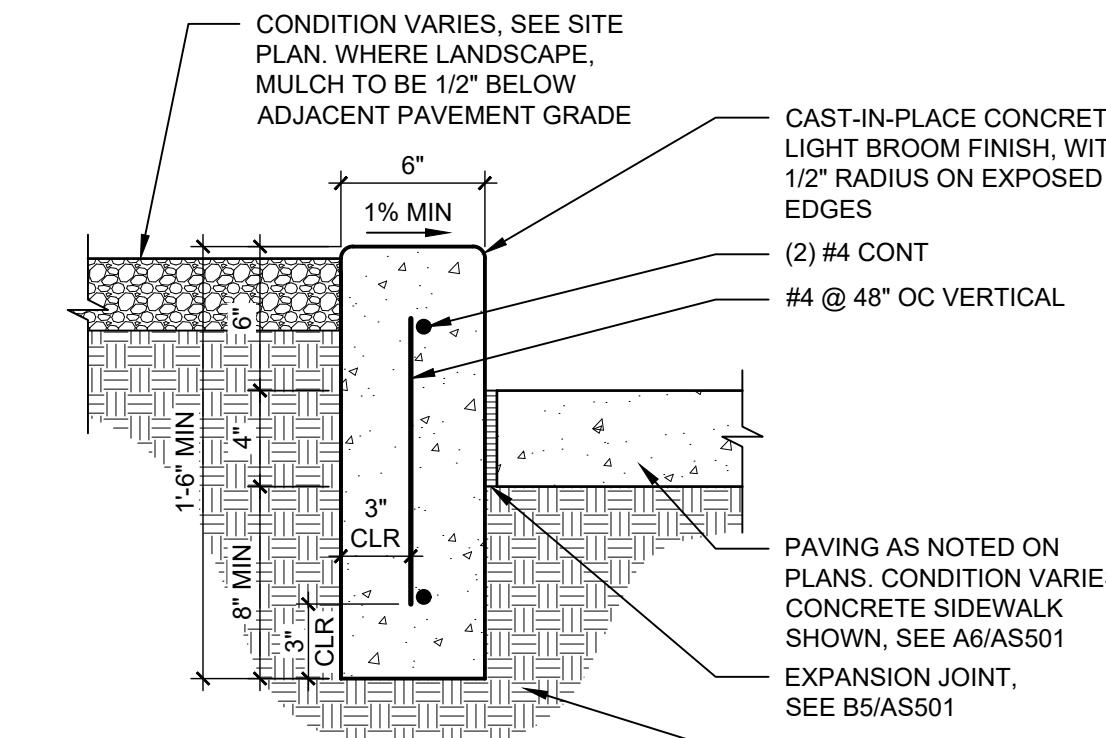 CONDITION VARIES, SEE SITE
PLAN. WHERE LANDSCAPE,
MULCH TO BE 1/2" BELOW
ADJACENT PAVEMENT GRADE
6"
1% MIN
CAST-IN-PLACE CONCRET
LIGHT BROOM FINISH, WIT
1/2" RADIUS ON EXPOSED
EDGES
(2) #4 CONT
#4 @ 48" OC VERTICAL
6"
4"
1'-6" MIN
8" MIN
3"
CLR
3"
CLR
PAVING AS NOTED ON
PLANS. CONDITION VARIE
CONCRETE SIDEWALK
SHOWN, SEE A6/AS501
EXPANSION JOINT,
SEE B5/AS501